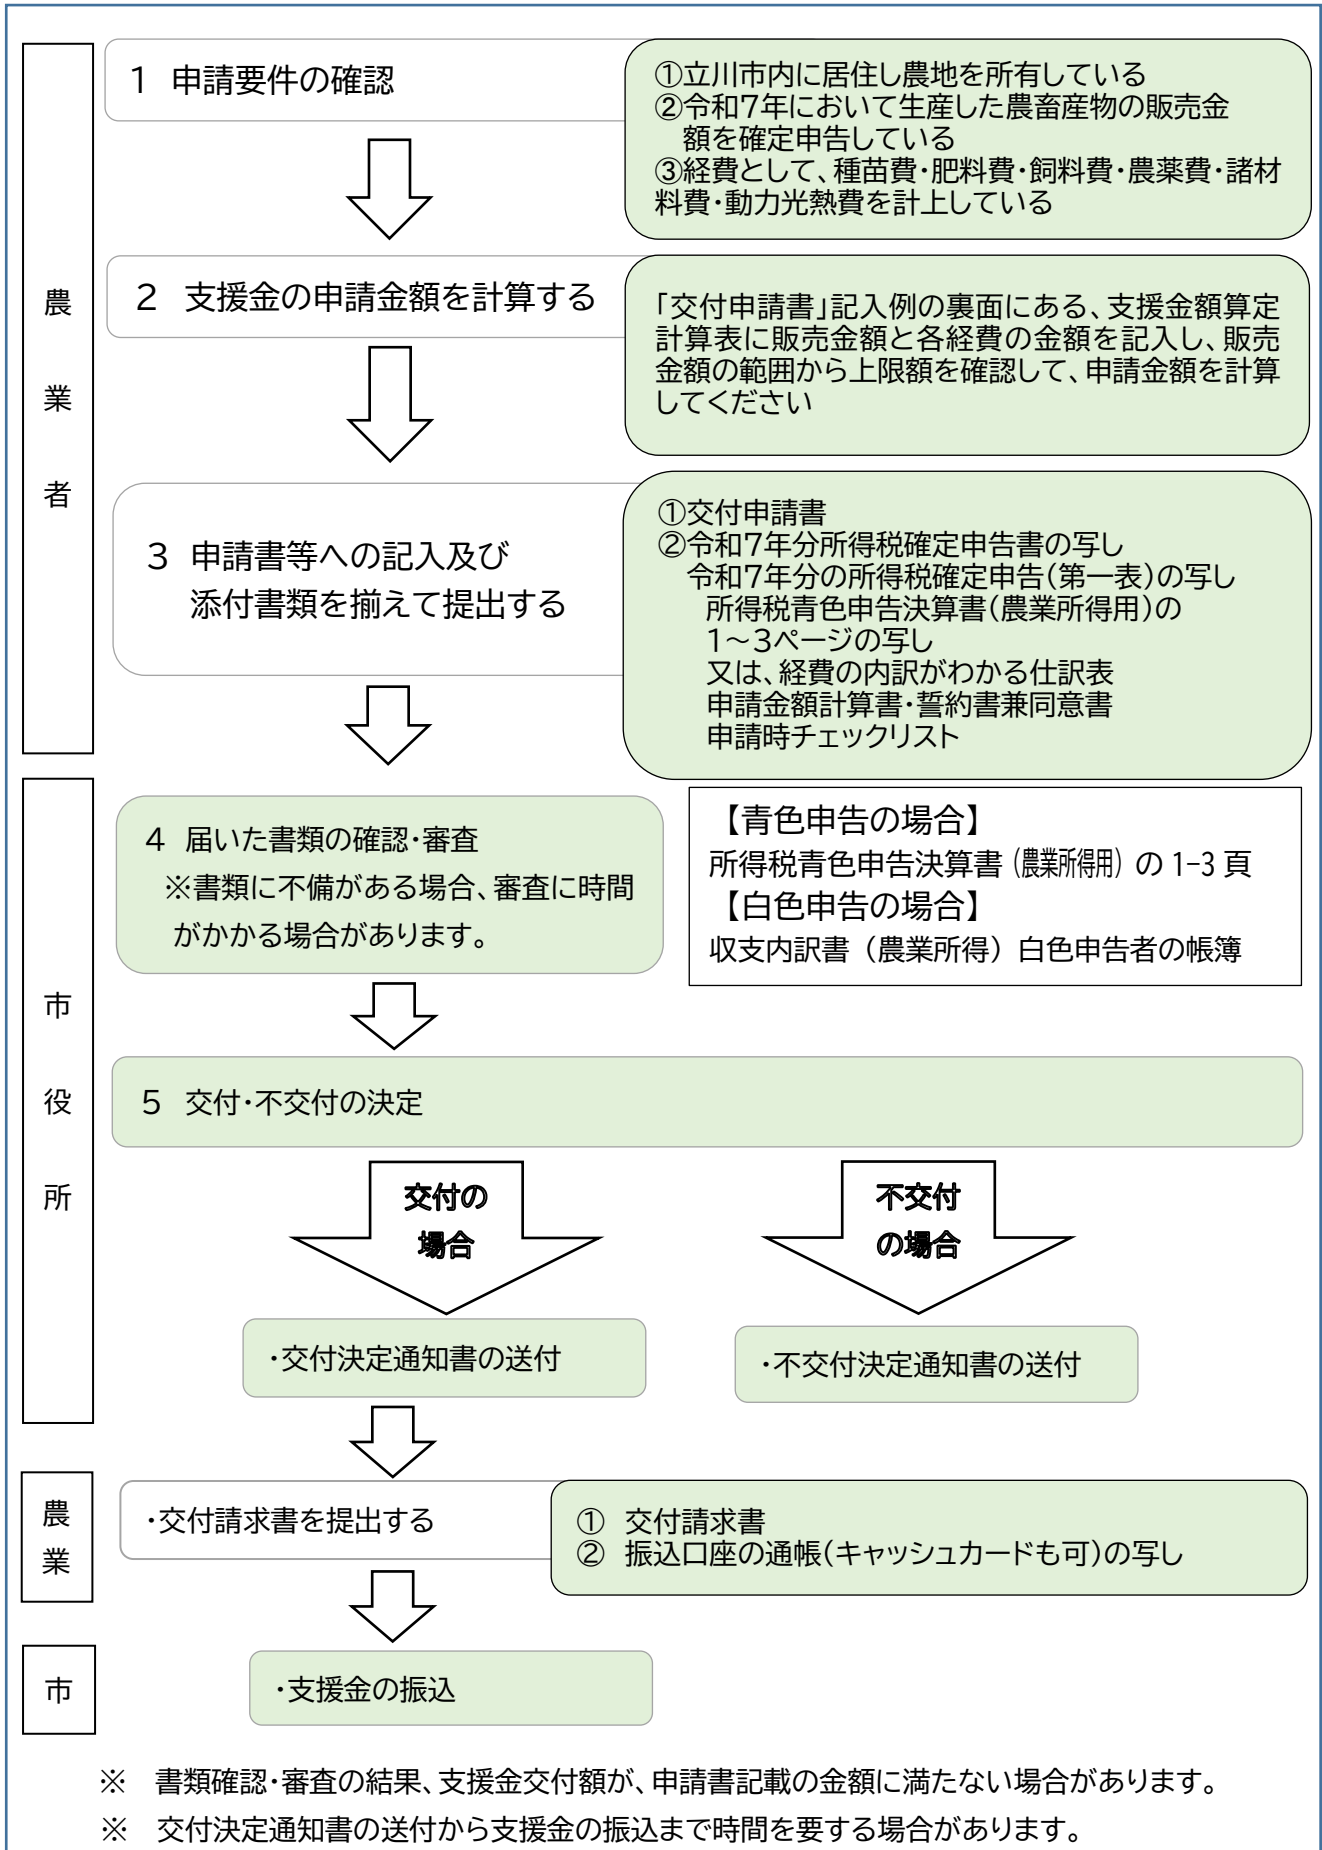 農業者
1 申請要件の確認
①立川市内に居住し農地を所有している
②令和7年において生産した農畜産物の販売金
額を確定申告している
③経費として、種苗費・肥料費・飼料費・農薬費・諸材
料費・動力光熱費を計上している
2 支援金の申請金額を計算する
「交付申請書」記入例の裏面にある、支援金額算定
計算表に販売金額と各経費の金額を記入し、販売
金額の範囲から上限額を確認して、申請金額を計算
してください
3 申請書等への記入及び
添付書類を揃えて提出する
①交付申請書
②令和7年分所得税確定申告書の写し
令和7年分の所得税確定申告(第一表)の写し
所得税青色申告決算書(農業所得用)の
1～3ページの写し
又は、経費の内訳がわかる仕訳表
申請金額計算書・誓約書兼同意書
申請時チェックリスト
市役所
4 届いた書類の確認・審査
※書類に不備がある場合、審査に時間
がかかる場合があります。
【青色申告の場合】
所得税青色申告決算書（農業所得用）の 1-3 頁
【白色申告の場合】
収支内訳書（農業所得）白色申告者の帳簿
5 交付・不交付の決定
交付の
場合
不交付
の場合
・交付決定通知書の送付
・不交付決定通知書の送付
農業
・交付請求書を提出する
① 交付請求書
② 振込口座の通帳(キャッシュカードも可)の写し
市
・支援金の振込
※ 書類確認・審査の結果、支援金交付額が、申請書記載の金額に満たない場合があります。
※ 交付決定通知書の送付から支援金の振込まで時間を要する場合があります。